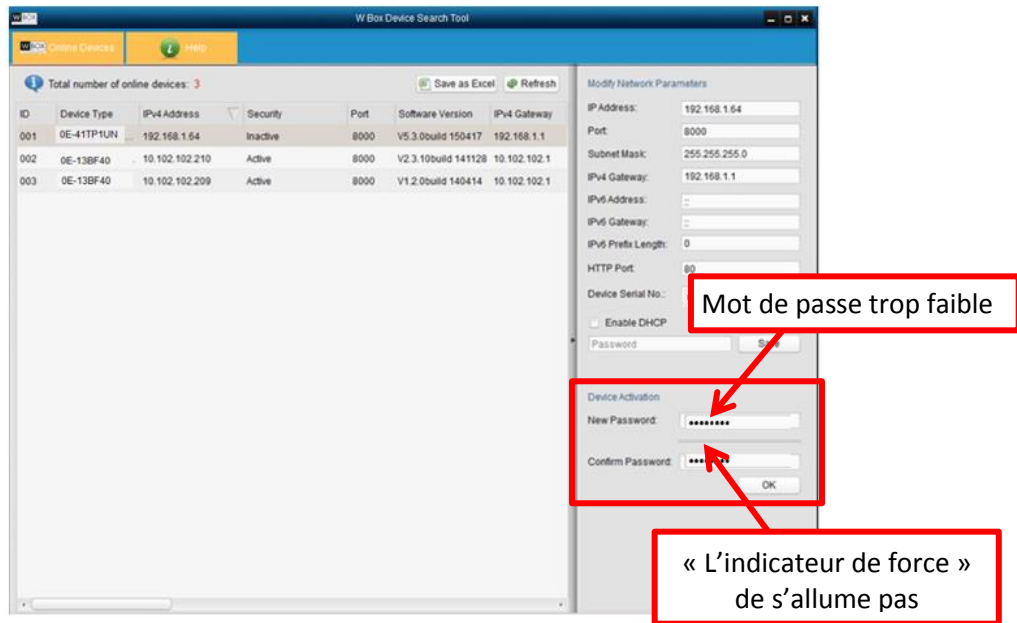 W BOX
W Box Device Search Tool
W BOX Online Devices
Help
Total number of online devices: 3
Save as Excel
Refresh
ID Device Type IPv4 Address Security Port Software Version IPv4 Gateway
001 0E-41TP1UN ... 192.168.1.64 Inactive 8000 V5.3.0build 150417 192.168.1.1
002 0E-13BF40 . 10.102.102.210 Active 8000 V2.3.10build 141128 10.102.102.1
003 0E-13BF40 10.102.102.209 Active 8000 V1.2.0build 140414 10.102.102.1
Modify Network Parameters
IP Address: 192.168.1.64
Port: 8000
Subnet Mask: 255.255.255.0
IPv4 Gateway: 192.168.1.1
IPv6 Address: ::
IPv6 Gateway: ::
IPv6 Prefix Length: 0
HTTP Port: 80
Device Serial No.:
Enable DHCP
Password
Save
Mot de passe trop faible
Device Activation
New Password: ••••••••
Confirm Password:
OK
« L'indicateur de force »
de s'allume pas